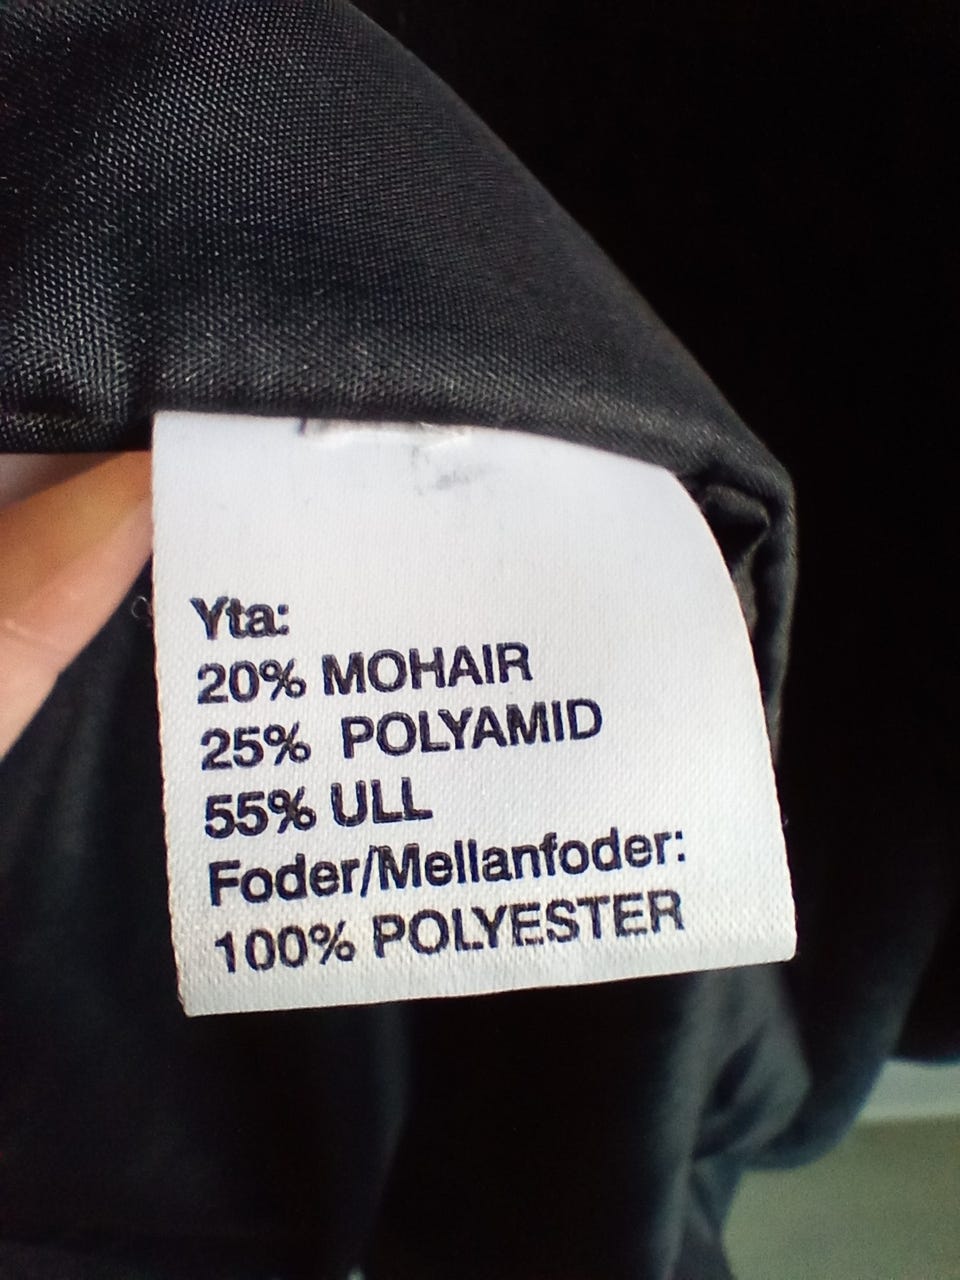 Yta:
20% MOHAIR
25% POLYAMID
55% ULL
Foder/Mellanfoder:
100% POLYESTER